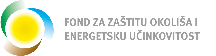 FOND ZA ZAŠTITU OKOLIŠA I
ENERGETSKU UČINKOVITOST